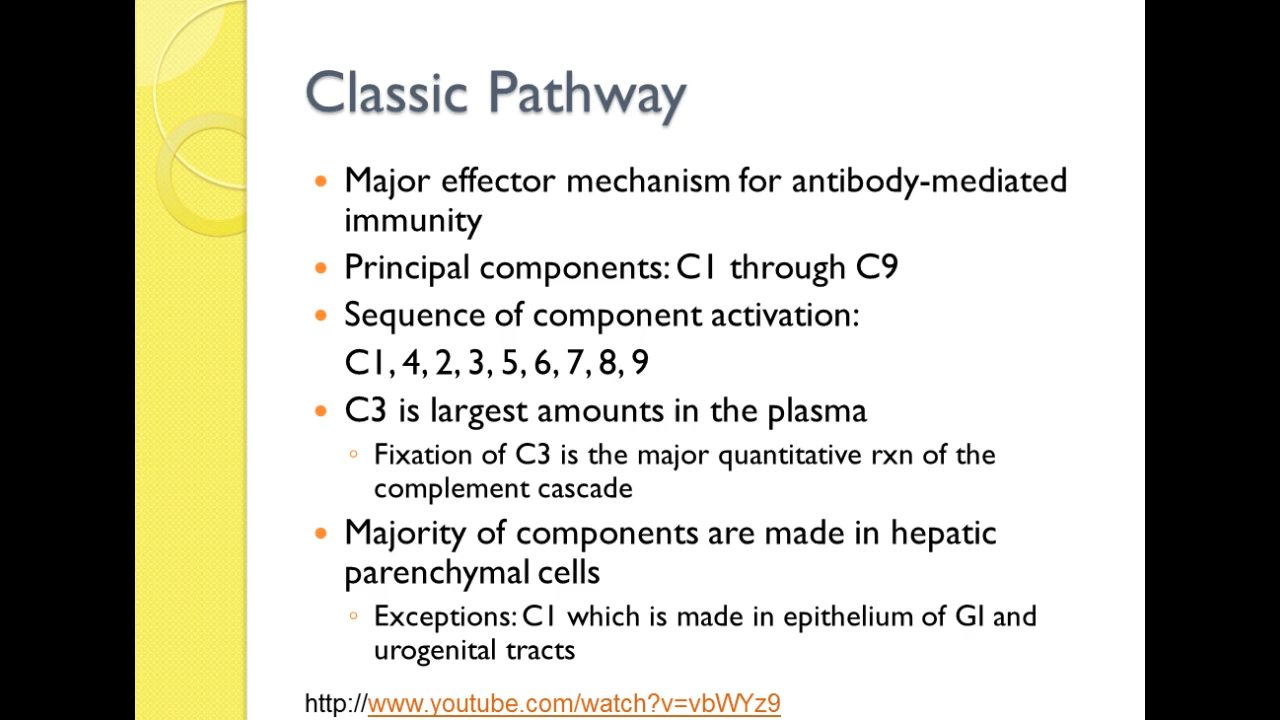 Classic Pathway
• Major effector mechanism for antibody-mediated
immunity
• Principal components: C1 through C9
• Sequence of component activation:
C1, 4, 2, 3, 5, 6, 7, 8, 9
• C3 is largest amounts in the plasma
◦ Fixation of C3 is the major quantitative rxn of the
complement cascade
• Majority of components are made in hepatic
parenchymal cells
◦ Exceptions: C1 which is made in epithelium of GI and
urogenital tracts
http://www.youtube.com/watch?v=vbWYz9